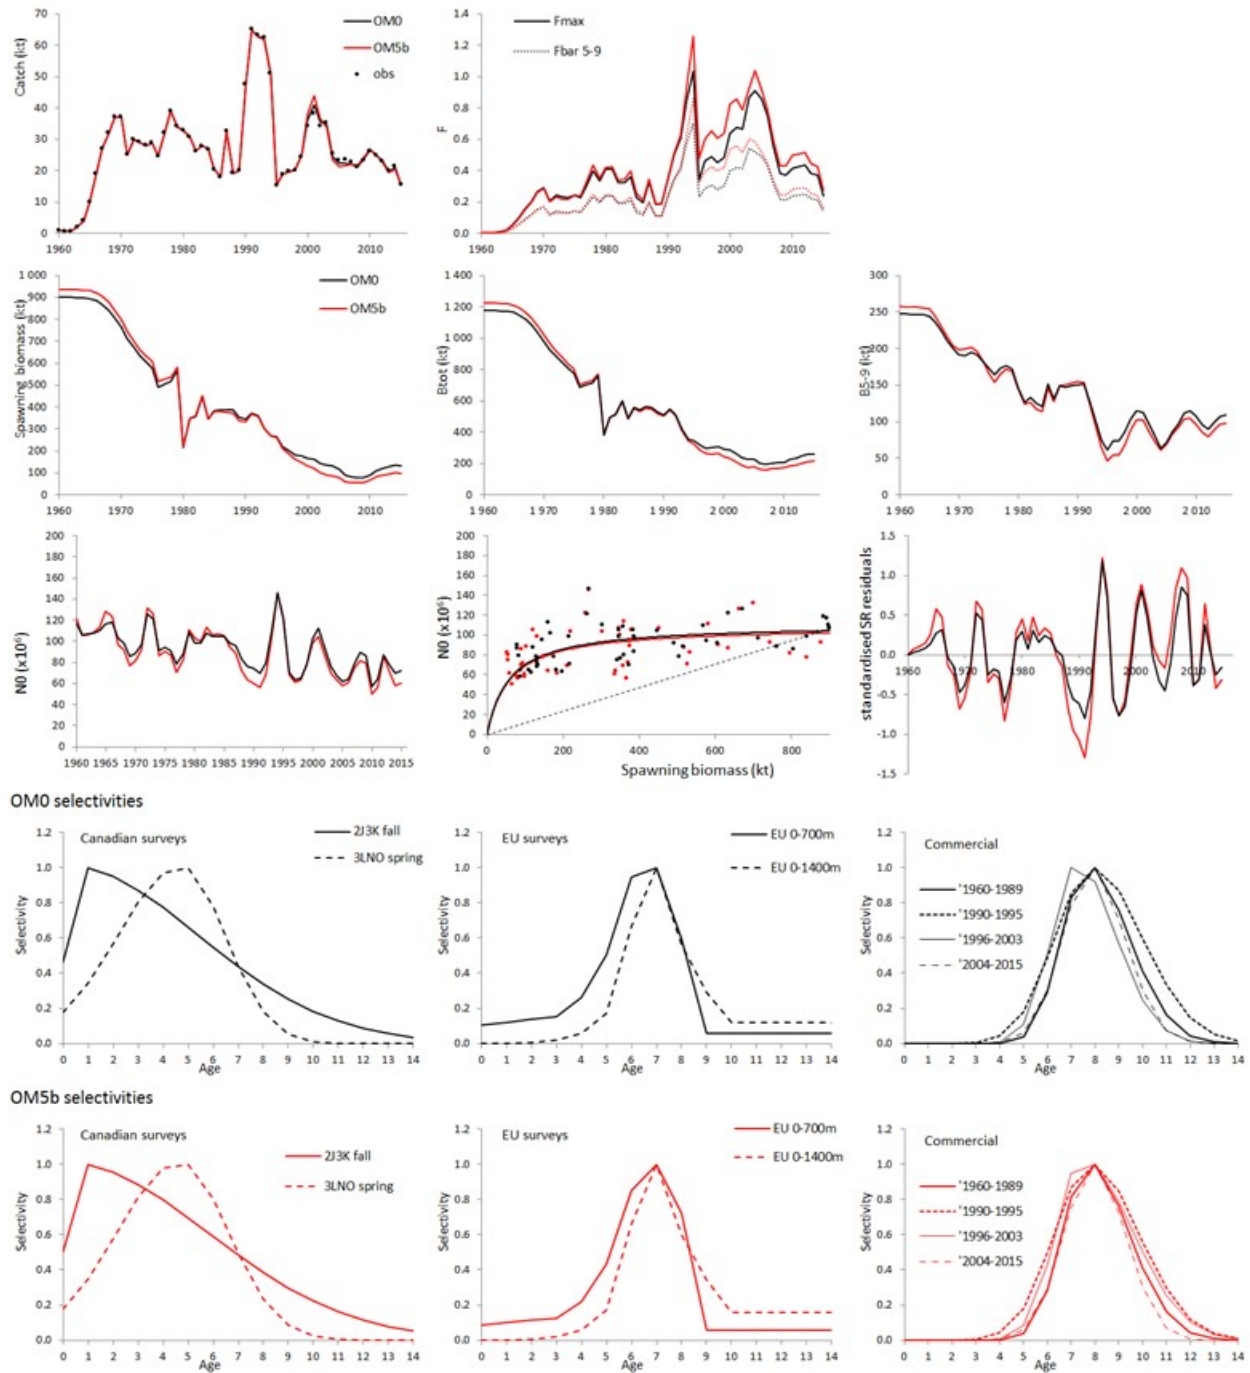 Catch (kt)
70
60
50
40
30
20
10
0
1960 1970 1980 1990 2000 2010
OM0
OM5b
obs
F
1.4
1.2
1.0
0.8
0.6
0.4
0.2
0.0
1960 1970 1980 1990 2000 2010
Fmax
Fbar 5-9
Spawning biomass (kt)
1 000
900
800
700
600
500
400
300
200
100
0
1960 1970 1980 1990 2000 2010
OM0
OM5b
Btot (kt)
1 400
1 200
1 000
800
600
400
200
0
1960 1970 1980 1 990 2 000 2 010
B5-9 (kt)
300
250
200
150
100
50
0
1960 1970 1980 1 990 2 000 2 010
N0 (x10⁶)
200
180
160
140
120
100
80
60
40
20
0
1960 1965 1970 1975 1980 1985 1990 1995 2000 2005 2010 2015
N0 (x10⁶)
200
180
160
140
120
100
80
60
40
20
0
0 200 400 600 800
Spawning biomass (kt)
standardised SR residuals
1.5
1.0
0.5
0.0
-0.5
-1.0
-1.5
1960 1970 1980 1990 2000 2010
OM0 selectivities
Selectivity
1.2
1.0
0.8
0.6
0.4
0.2
0.0
Canadian surveys
2J3K fall
3LNO spring
0 1 2 3 4 5 6 7 8 9 10 11 12 13 14
Age
Selectivity
1.2
1.0
0.8
0.6
0.4
0.2
0.0
EU surveys
EU 0-700m
EU 0-1400m
0 1 2 3 4 5 6 7 8 9 10 11 12 13 14
Age
Selectivity
1.2
1.0
0.8
0.6
0.4
0.2
0.0
Commercial
'1960-1989
'1990-1995
'1996-2003
'2004-2015
0 1 2 3 4 5 6 7 8 9 10 11 12 13 14
Age
OM5b selectivities
Selectivity
1.2
1.0
0.8
0.6
0.4
0.2
0.0
Canadian surveys
2J3K fall
3LNO spring
0 1 2 3 4 5 6 7 8 9 10 11 12 13 14
Age
Selectivity
1.2
1.0
0.8
0.6
0.4
0.2
0.0
EU surveys
EU 0-700m
EU 0-1400m
0 1 2 3 4 5 6 7 8 9 10 11 12 13 14
Age
Selectivity
1.2
1.0
0.8
0.6
0.4
0.2
0.0
Commercial
'1960-1989
'1990-1995
'1996-2003
'2004-2015
0 1 2 3 4 5 6 7 8 9 10 11 12 13 14
Age